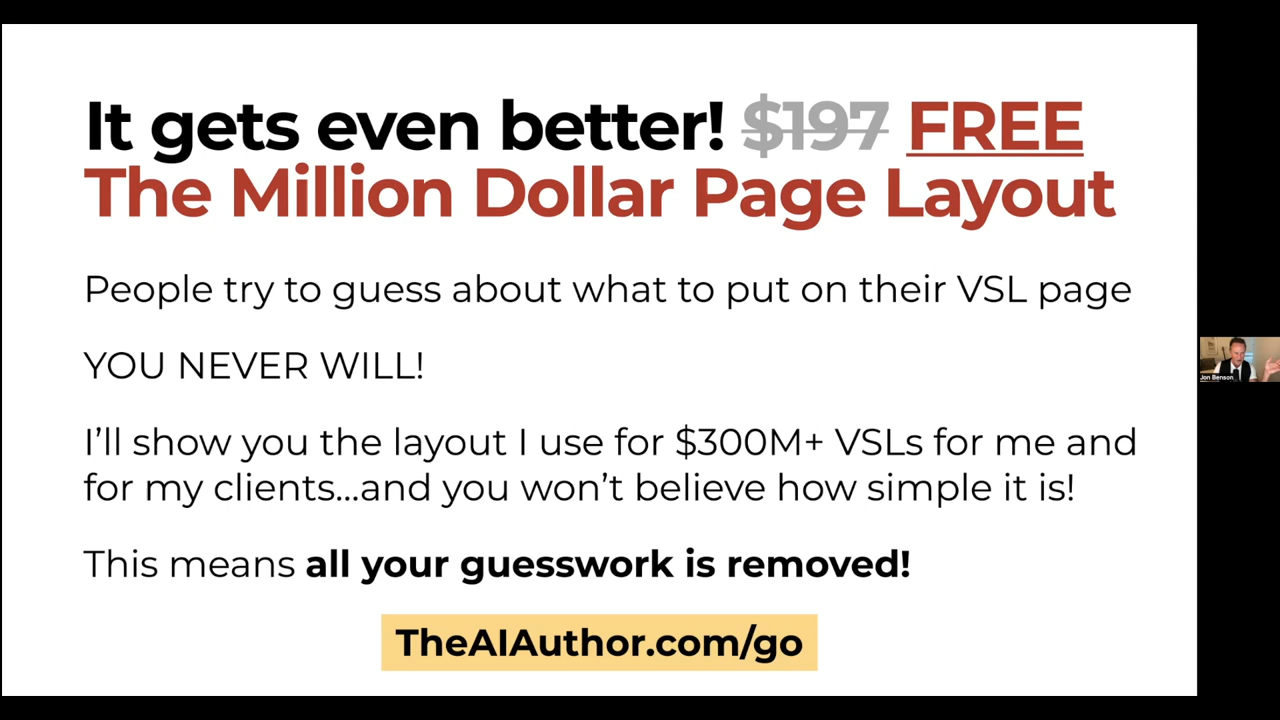 It gets even better! $197 FREE
The Million Dollar Page Layout
People try to guess about what to put on their VSL page
YOU NEVER WILL!
I’ll show you the layout I use for $300M+ VSLs for me and
for my clients...and you won’t believe how simple it is!
This means all your guesswork is removed!
TheAIAuthor.com/go
Jon Benson